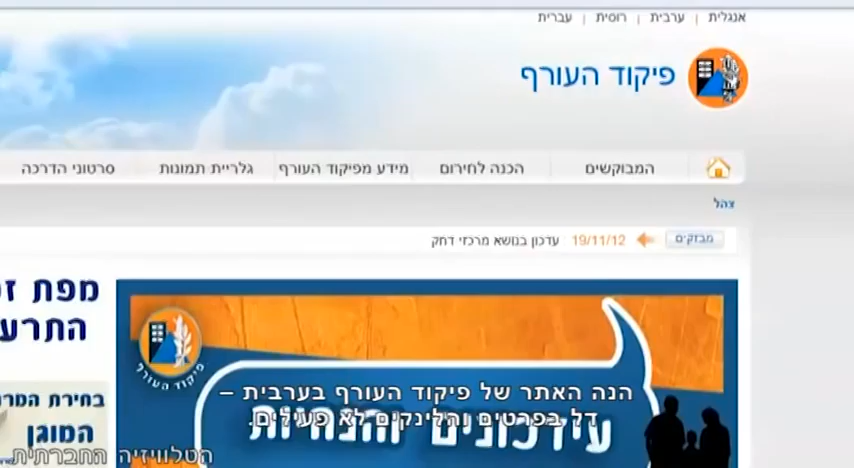 אנגלית | ערבית | רוסית | עברית
פיקוד העורף
המבוקשים הכנה לחירום מידע מפיקוד העורף גלריית תמונות סרטוני הדרכה
צהל
מבזקים 19/11/12 עדכון בנושא מרכזי דחק
מפת
התרע
פיקוד העורף
בחירת
המוגן
עידכונים והנחיות
הנה האתר של פיקוד העורף בערבית –
דל בפרטים והלינקים לא פעילים.
הטלוויזיה החברתית